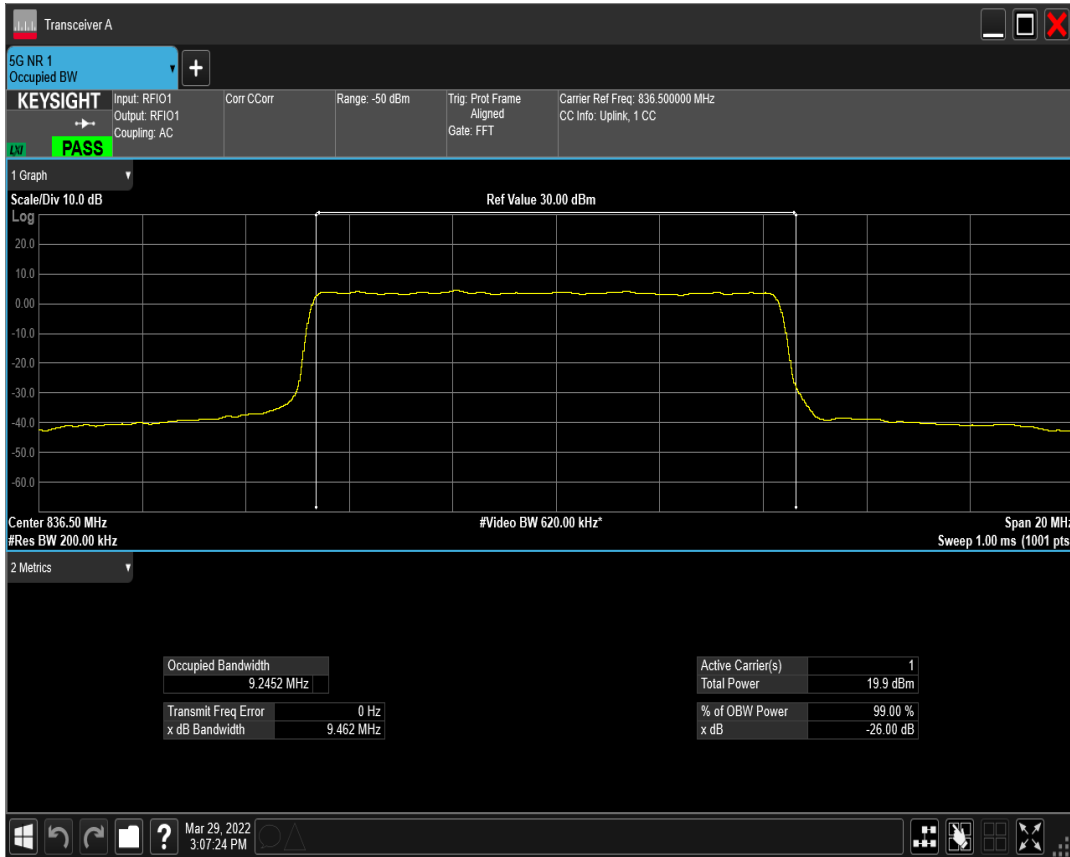 Transceiver A
5G NR 1
Occupied BW
KEYSIGHT
LXI
PASS
Input: RFIO1
Output: RFIO1
Coupling: AC
Corr CCorr
Range: -50 dBm
Trig: Prot Frame
Aligned
Gate: FFT
Carrier Ref Freq: 836.500000 MHz
CC Info: Uplink, 1 CC
1 Graph
Scale/Div 10.0 dB
Ref Value 30.00 dBm
Log
20.0
10.0
0.00
-10.0
-20.0
-30.0
-40.0
-50.0
-60.0
Center 836.50 MHz
#Video BW 620.00 kHz*
Span 20 MHz
#Res BW 200.00 kHz
Sweep 1.00 ms (1001 pts
2 Metrics
Occupied Bandwidth
9.2452 MHz
Transmit Freq Error 0 Hz
x dB Bandwidth 9.462 MHz
Active Carrier(s) 1
Total Power 19.9 dBm
% of OBW Power 99.00 %
x dB -26.00 dB
Mar 29, 2022
3:07:24 PM